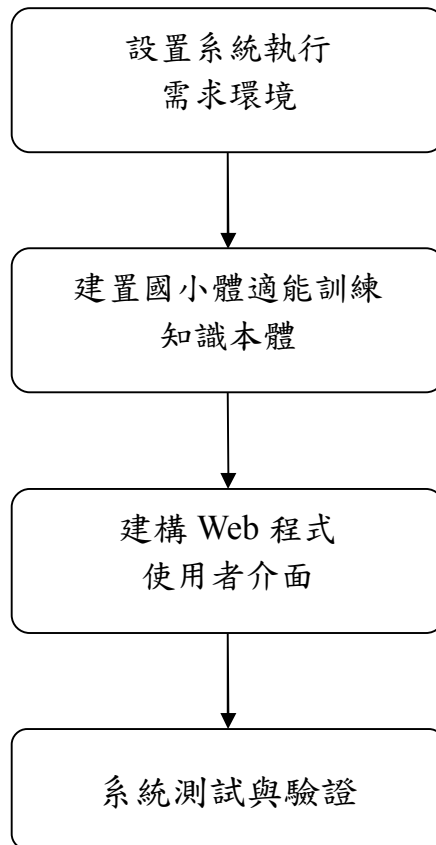 設置系統執行
需求環境
建置國小體適能訓練
知識本體
建構 Web 程式
使用者介面
系統測試與驗證